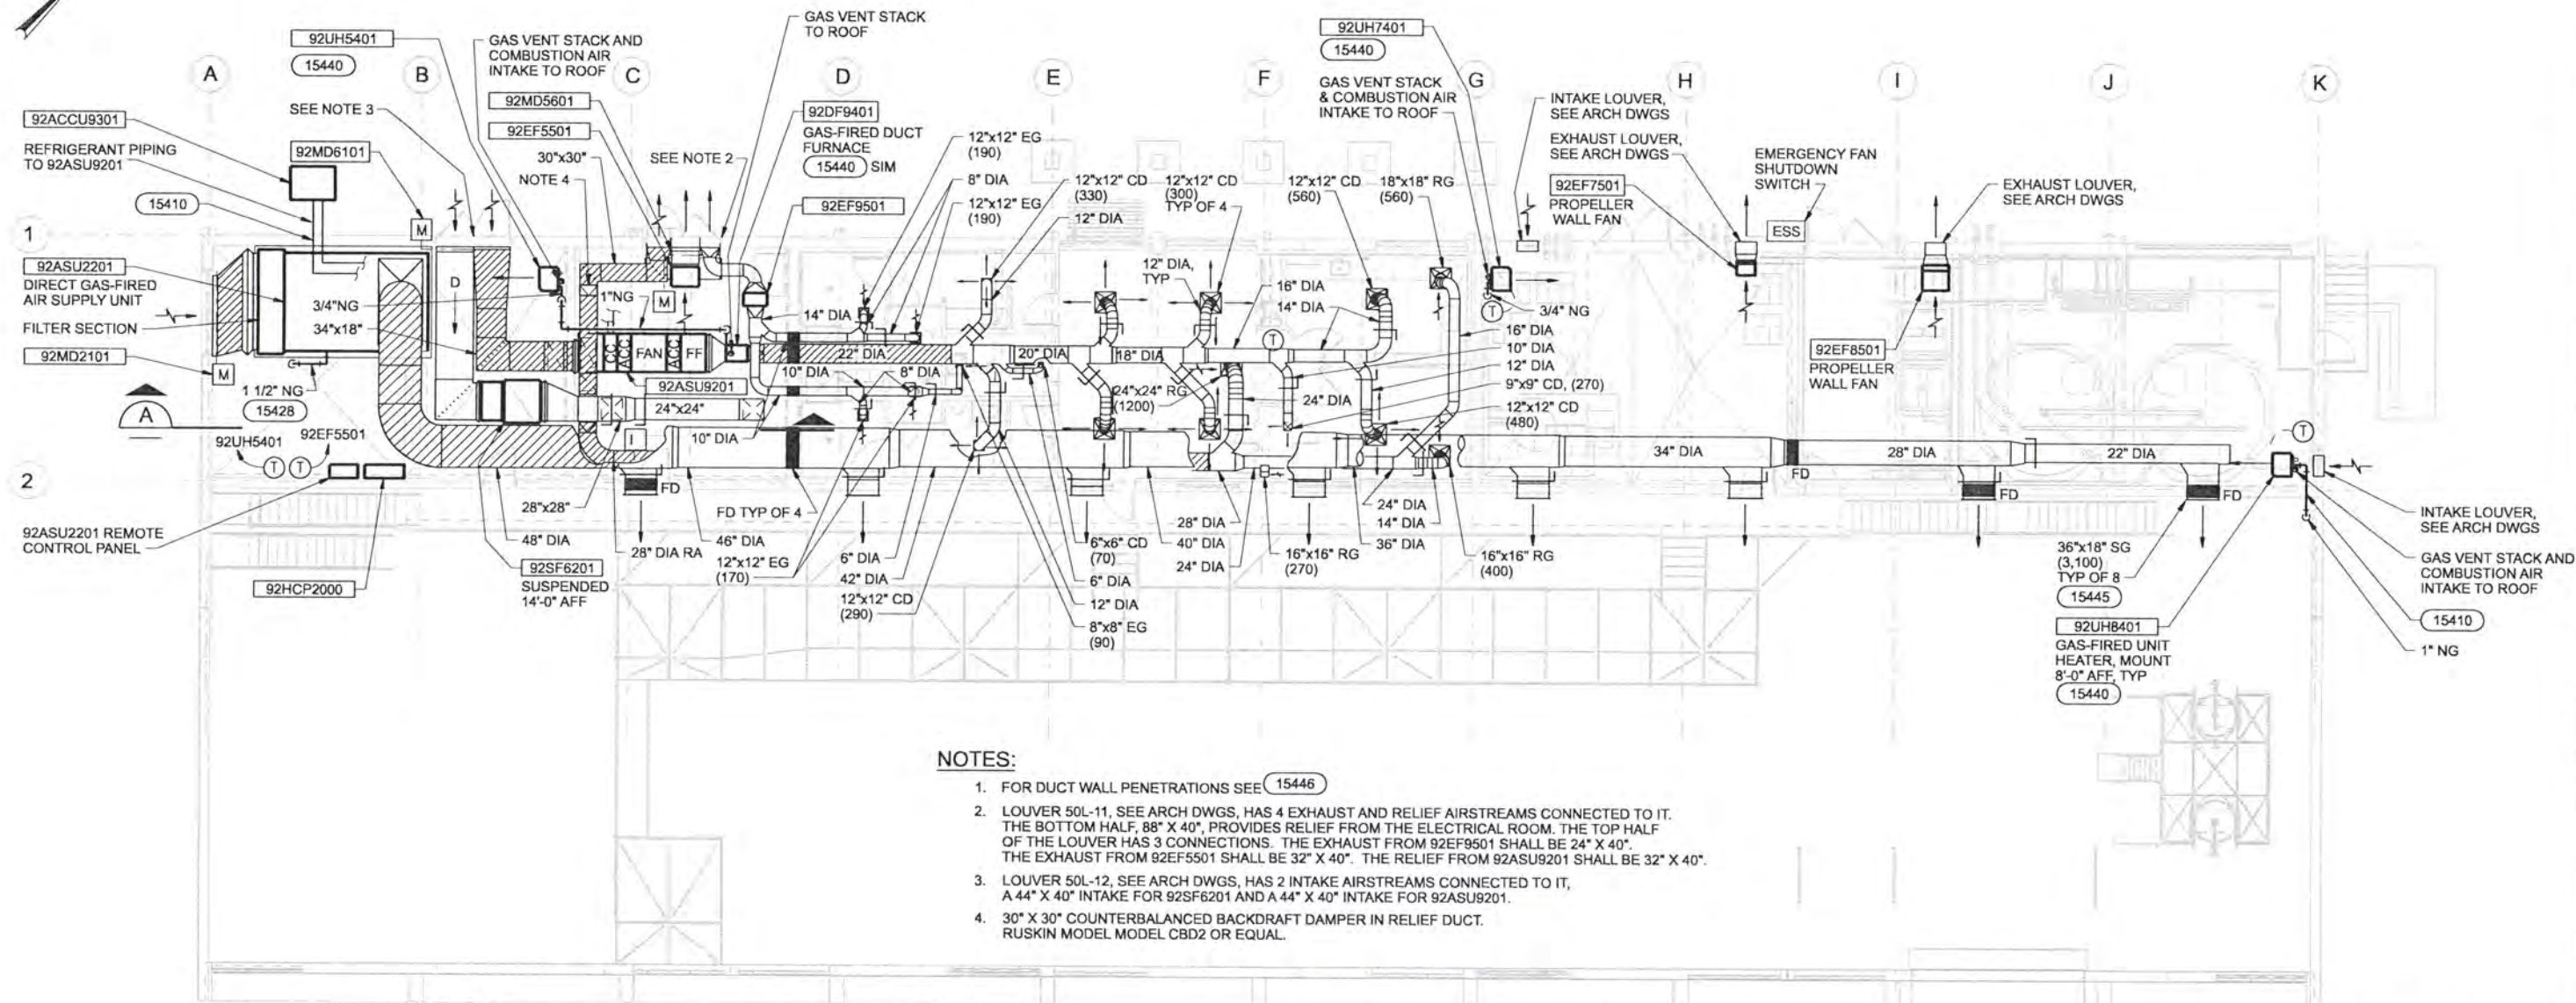 92UH5401
15440
GAS VENT STACK AND
COMBUSTION AIR
INTAKE TO ROOF
GAS VENT STACK
TO ROOF
92UH7401
15440
GAS VENT STACK
& COMBUSTION AIR
INTAKE TO ROOF
A
B
C
D
E
F
G
H
I
J
K
92ACCU9301
REFRIGERANT PIPING
TO 92ASU9201
15410
SEE NOTE 3
92MD6101
M
92MD5601
92EF5501
30"x30"
NOTE 4
SEE NOTE 2
92DF9401
GAS-FIRED DUCT
FURNACE
15440 SIM
92EF9501
12"x12" EG
(190)
8" DIA
12"x12" EG
(190)
12"x12" CD
(330)
12" DIA
12"x12" CD
(300)
TYP OF 4
12" DIA,
TYP
12"x12" CD
(560)
18"x18" RG
(560)
16" DIA
14" DIA
INTAKE LOUVER,
SEE ARCH DWGS
EXHAUST LOUVER,
SEE ARCH DWGS
92EF7501
PROPELLER
WALL FAN
EMERGENCY FAN
SHUTDOWN
SWITCH
ESS
EXHAUST LOUVER,
SEE ARCH DWGS
92EF8501
PROPELLER
WALL FAN
1
92ASU2201
DIRECT GAS-FIRED
AIR SUPPLY UNIT
FILTER SECTION
92MD2101
M
3/4"NG
34"x18"
D
1"NG
M
14" DIA
CC
CA
FAN
CA
FF
22" DIA
20" DIA
18" DIA
T
T
3/4" NG
16" DIA
10" DIA
12" DIA
9"x9" CD, (270)
12"x12" CD
(480)
1 1/2" NG
15428
A
92UH5401
92EF5501
T
T
92ASU9201
10" DIA
8" DIA
24"x24"
24"x24" RG
(1200)
24" DIA
10" DIA
I
2
34" DIA
28" DIA
22" DIA
T
FD
FD
FD
FD
92ASU2201 REMOTE
CONTROL PANEL
92HCP2000
28"x28"
48" DIA
92SF6201
SUSPENDED
14'-0" AFF
28" DIA RA
46" DIA
FD TYP OF 4
12"x12" EG
(170)
6" DIA
42" DIA
12"x12" CD
(290)
6"x6" CD
(70)
6" DIA
12" DIA
8"x8" EG
(90)
28" DIA
40" DIA
24" DIA
16"x16" RG
(270)
24" DIA
14" DIA
36" DIA
16"x16" RG
(400)
36"x18" SG
(3,100)
TYP OF 8
15445
92UH8401
GAS-FIRED UNIT
HEATER, MOUNT
8'-0" AFF, TYP
15440
INTAKE LOUVER,
SEE ARCH DWGS
GAS VENT STACK AND
COMBUSTION AIR
INTAKE TO ROOF
15410
1" NG
NOTES:
1. FOR DUCT WALL PENETRATIONS SEE 15446
2. LOUVER 50L-11, SEE ARCH DWGS, HAS 4 EXHAUST AND RELIEF AIRSTREAMS CONNECTED TO IT.
THE BOTTOM HALF, 88" X 40", PROVIDES RELIEF FROM THE ELECTRICAL ROOM. THE TOP HALF
OF THE LOUVER HAS 3 CONNECTIONS. THE EXHAUST FROM 92EF9501 SHALL BE 24" X 40".
THE EXHAUST FROM 92EF5501 SHALL BE 32" X 40". THE RELIEF FROM 92ASU9201 SHALL BE 32" X 40".
3. LOUVER 50L-12, SEE ARCH DWGS, HAS 2 INTAKE AIRSTREAMS CONNECTED TO IT,
A 44" X 40" INTAKE FOR 92SF6201 AND A 44" X 40" INTAKE FOR 92ASU9201.
4. 30" X 30" COUNTERBALANCED BACKDRAFT DAMPER IN RELIEF DUCT.
RUSKIN MODEL MODEL CBD2 OR EQUAL.